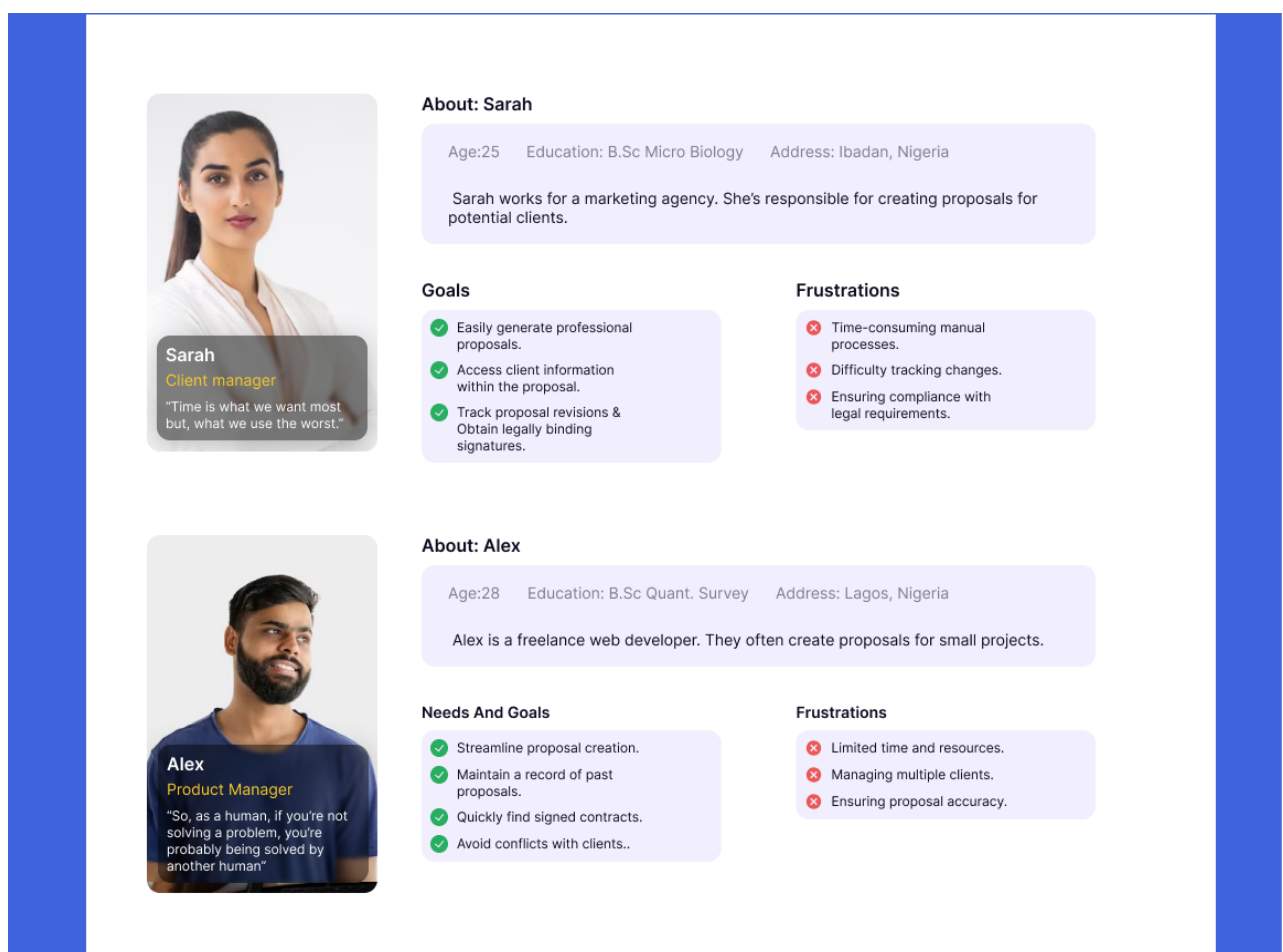 About: Sarah
Age:25 Education: B.Sc Micro Biology Address: Ibadan, Nigeria
Sarah works for a marketing agency. She’s responsible for creating proposals for
potential clients.
Sarah
Client manager
“Time is what we want most
but, what we use the worst.”
Goals
Easily generate professional
proposals.
Access client information
within the proposal.
Track proposal revisions &
Obtain legally binding
signatures.
Frustrations
Time-consuming manual
processes.
Difficulty tracking changes.
Ensuring compliance with
legal requirements.
About: Alex
Age:28 Education: B.Sc Quant. Survey Address: Lagos, Nigeria
Alex is a freelance web developer. They often create proposals for small projects.
Alex
Product Manager
“So, as a human, if you’re not
solving a problem, you’re
probably being solved by
another human”
Needs And Goals
Streamline proposal creation.
Maintain a record of past
proposals.
Quickly find signed contracts.
Avoid conflicts with clients..
Frustrations
Limited time and resources.
Managing multiple clients.
Ensuring proposal accuracy.